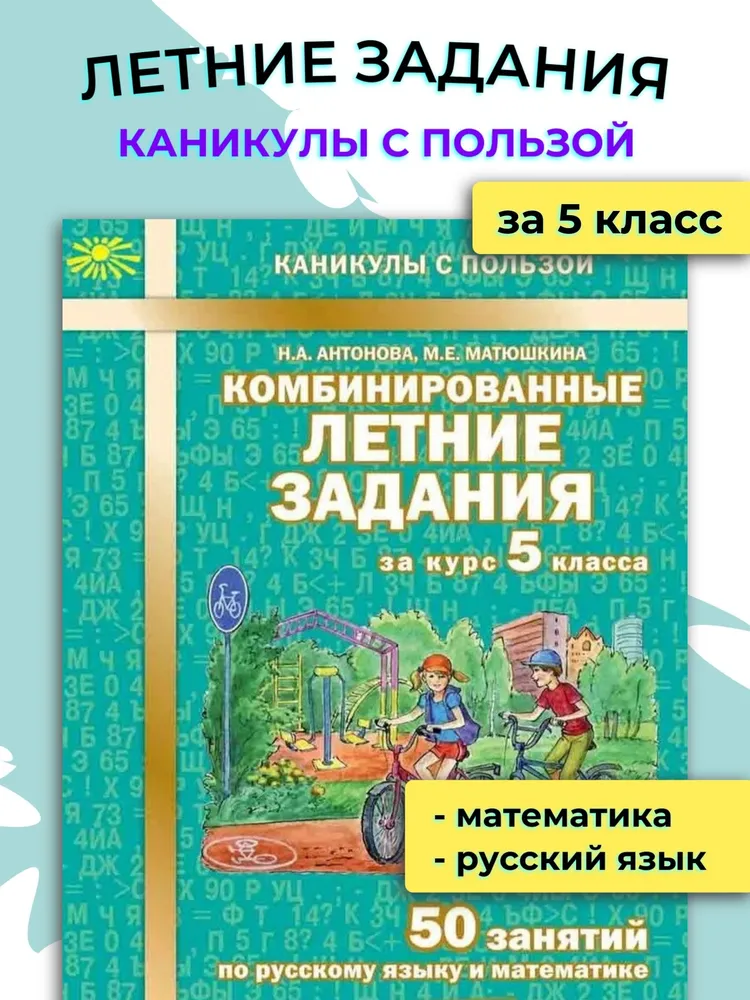 ЛЕТНИЕ ЗАДАНИЯ
КАНИКУЛЫ С ПОЛЬЗОЙ
за 5 класс
КАНИКУЛЫ С ПОЛЬЗОЙ
Н.А. АНТОНОВА, М.Е. МАТЮШКИНА
КОМБИНИРОВАННЫЕ
ЛЕТНИЕ
ЗАДАНИЯ
за курс 5 класса
- математика
- русский язык
50 занятий
по русскому языку и математике